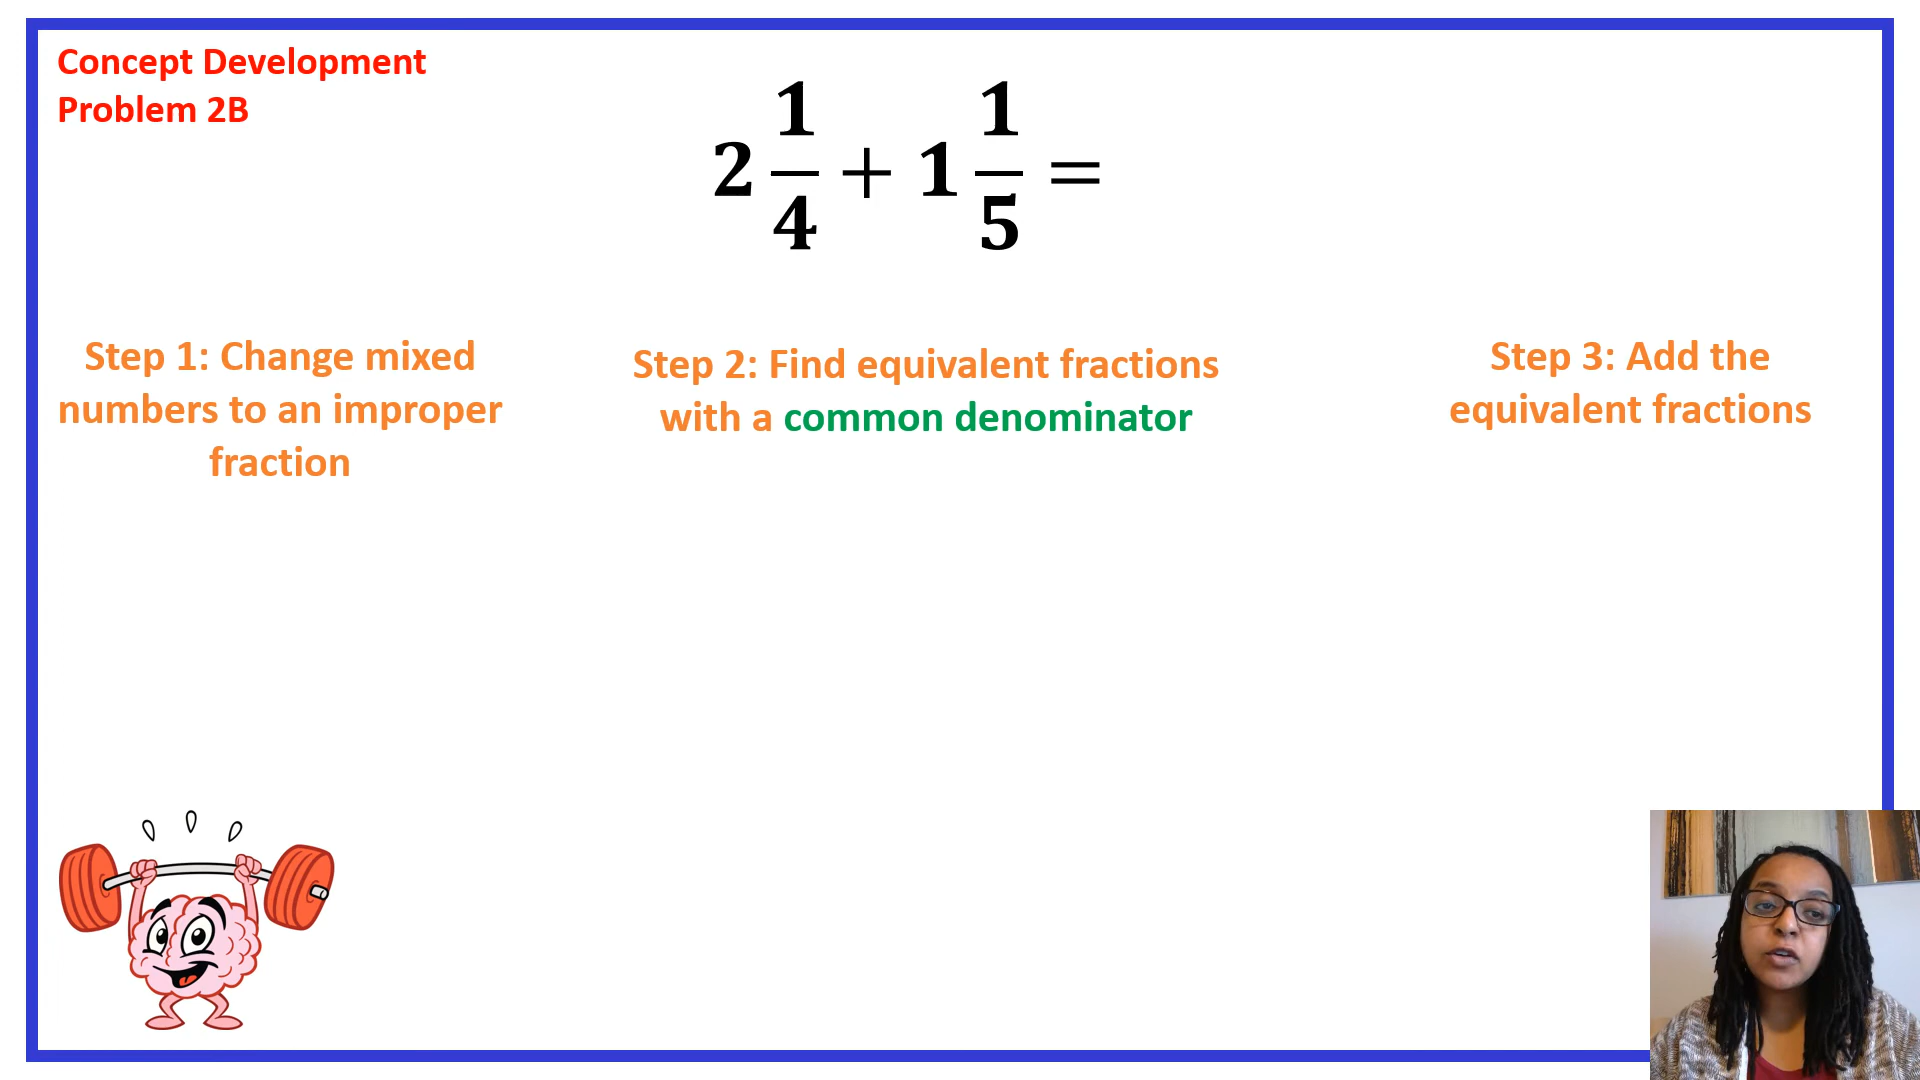 Concept Development
Problem 2B
2 1/4 + 1 1/5 =
Step 1: Change mixed
numbers to an improper
fraction
Step 2: Find equivalent fractions
with a common denominator
Step 3: Add the
equivalent fractions